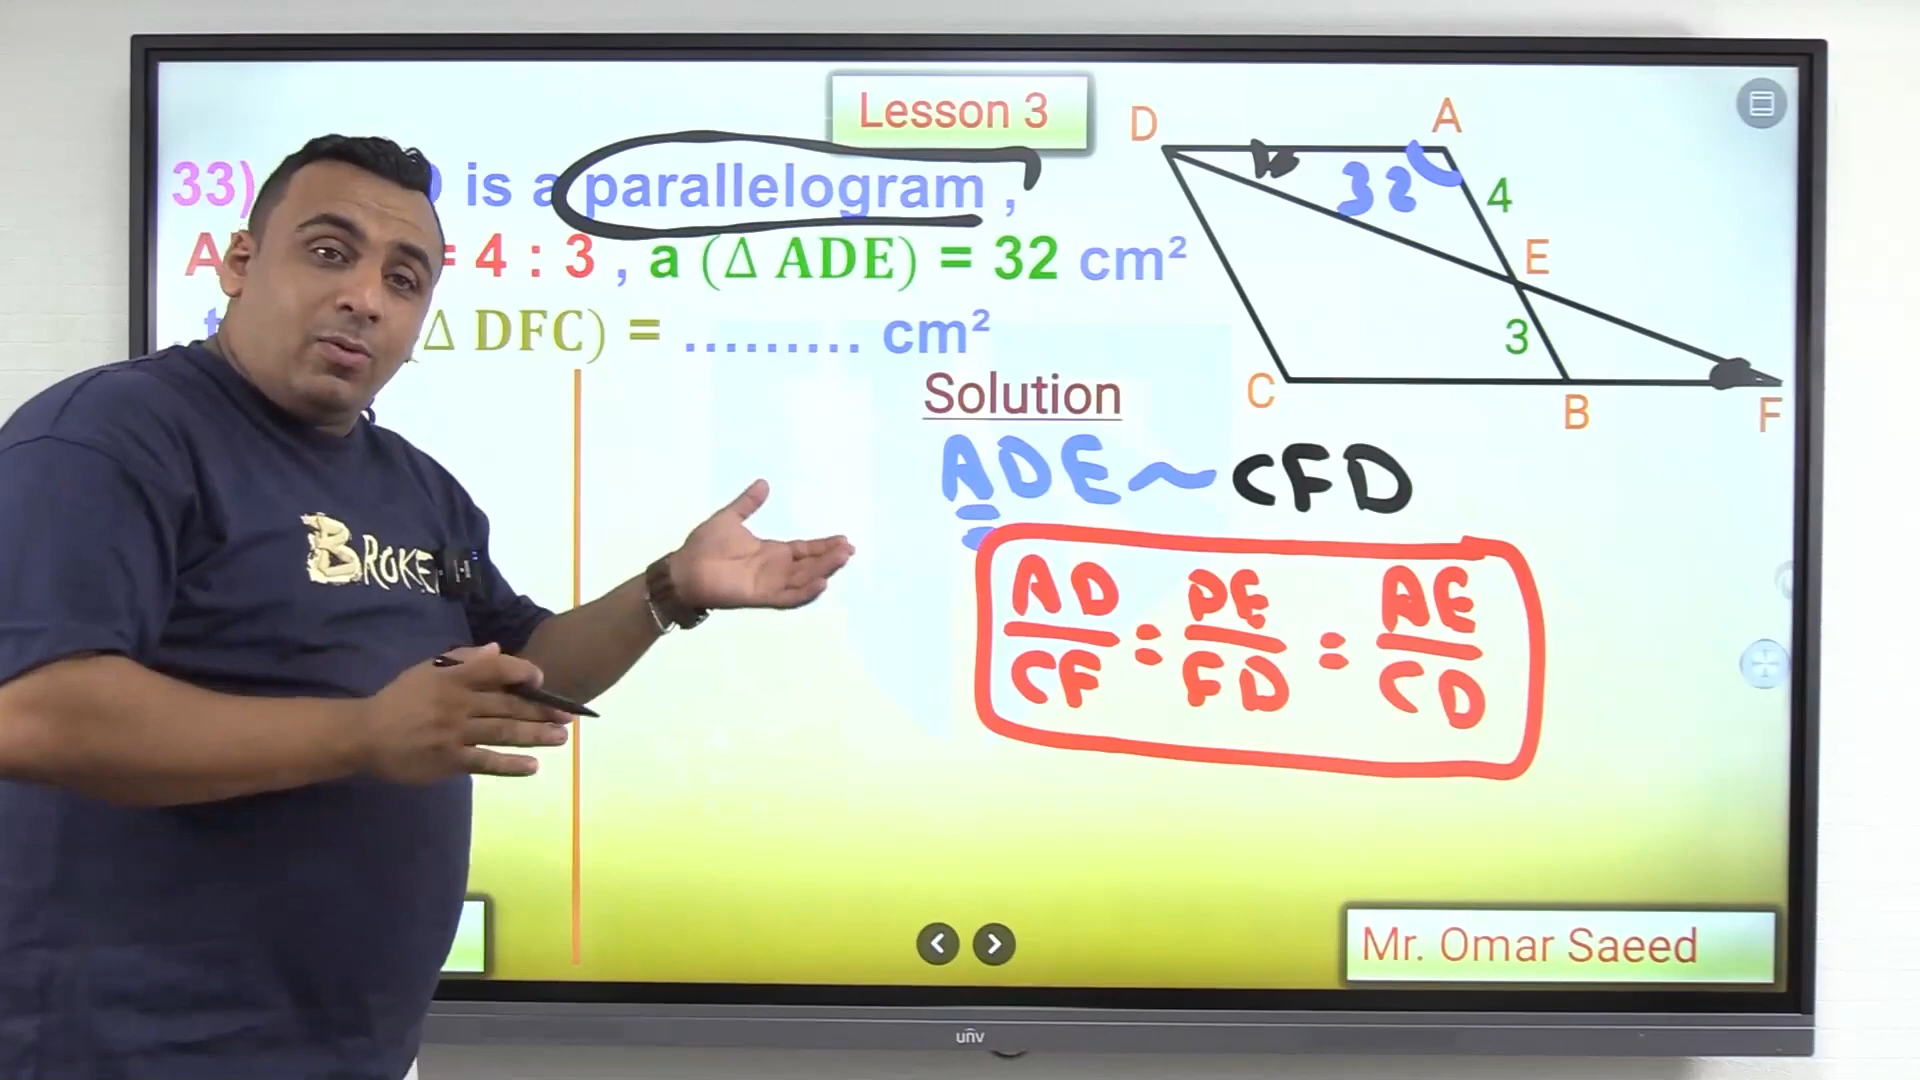 Lesson 3
33) is a parallelogram ,
= 4 : 3 , a (Δ ADE) = 32 cm²
(Δ DFC) = ......... cm²
D
A
32
4
E
3
C
B
F
Solution
ADE ~ CFD
AD/CF = DE/FD = AE/CD
BROKE
Mr. Omar Saeed
unv